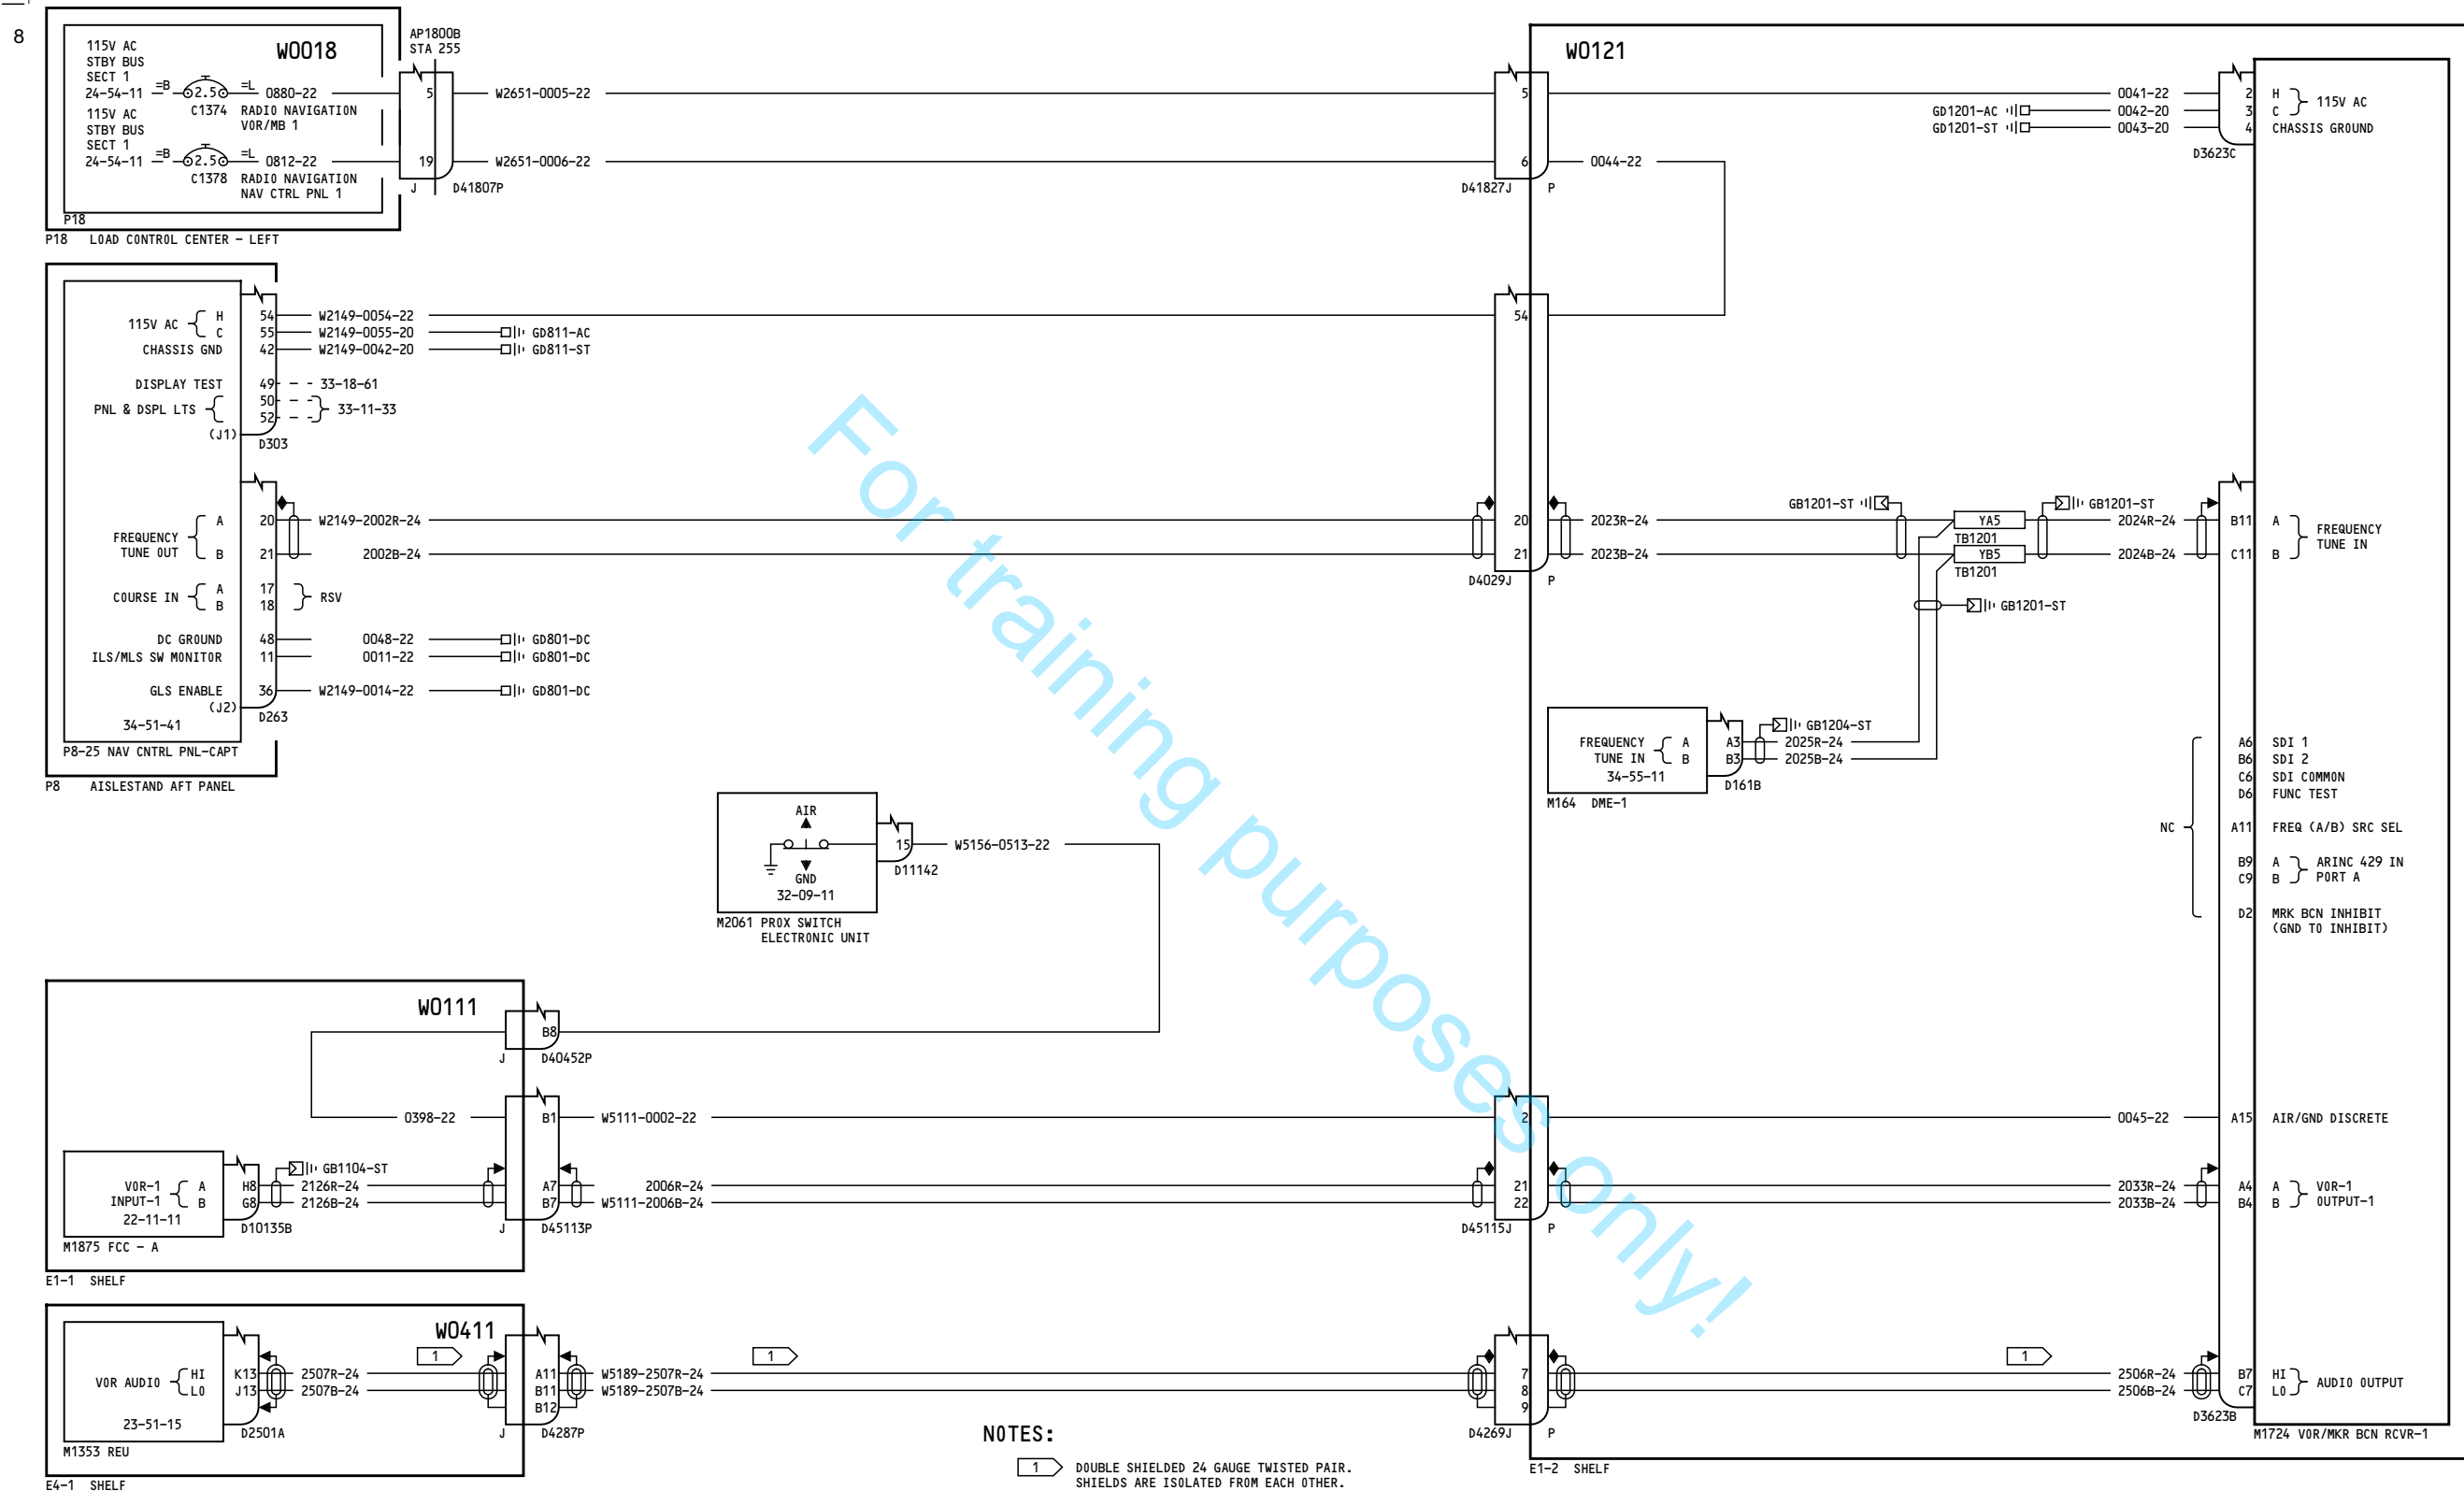 8
W0018
115V AC
STBY BUS
SECT 1
24-54-11
=B
2.5
=L
0880-22
C1374
RADIO NAVIGATION
VOR/MB 1
115V AC
STBY BUS
SECT 1
24-54-11
=B
2.5
=L
0812-22
C1378
RADIO NAVIGATION
NAV CTRL PNL 1
P18
P18 LOAD CONTROL CENTER - LEFT
AP1800B
STA 255
5
19
J
D41807P
W2651-0005-22
W2651-0006-22
5
6
D41827J
P
W0121
0044-22
0041-22
GD1201-AC
0042-20
GD1201-ST
0043-20
2
3
4
D3623C
H
C
115V AC
CHASSIS GROUND
115V AC
H
C
CHASSIS GND
DISPLAY TEST
PNL & DSPL LTS
(J1)
54
55
42
49
50
52
D303
W2149-0054-22
W2149-0055-20
GD811-AC
W2149-0042-20
GD811-ST
33-18-61
33-11-33
54
FREQUENCY
TUNE OUT
A
B
20
21
W2149-2002R-24
2002B-24
COURSE IN
A
B
17
18
RSV
DC GROUND
48
0048-22
GD801-DC
ILS/MLS SW MONITOR
11
0011-22
GD801-DC
GLS ENABLE
36
W2149-0014-22
GD801-DC
(J2)
D263
34-51-41
P8-25 NAV CNTRL PNL-CAPT
P8 AISLESTAND AFT PANEL
20
21
D4029J
P
2023R-24
2023B-24
GB1201-ST
YA5
TB1201
YB5
TB1201
GB1201-ST
GB1201-ST
2024R-24
2024B-24
B11
C11
A
B
FREQUENCY
TUNE IN
FREQUENCY
TUNE IN
A
B
34-55-11
M164 DME-1
A3
B3
D161B
GB1204-ST
2025R-24
2025B-24
NC
A6 SDI 1
B6 SDI 2
C6 SDI COMMON
D6 FUNC TEST
A11 FREQ (A/B) SRC SEL
B9 A
C9 B
ARINC 429 IN
PORT A
D2 MRK BCN INHIBIT
(GND TO INHIBIT)
AIR
GND
32-09-11
M2061 PROX SWITCH
ELECTRONIC UNIT
15
D11142
W5156-0513-22
W0111
B8
J
D40452P
0398-22
B1
W5111-0002-22
2
0045-22
A15
AIR/GND DISCRETE
VOR-1
INPUT-1
A
B
22-11-11
M1875 FCC - A
H8
G8
D10135B
GB1104-ST
2126R-24
2126B-24
A7
B7
J
D45113P
2006R-24
W5111-2006B-24
21
22
D45115J
P
2033R-24
2033B-24
A4
B4
A
B
VOR-1
OUTPUT-1
E1-1 SHELF
W0411
VOR AUDIO
HI
LO
23-51-15
M1353 REU
K13
J13
D2501A
2507R-24
2507B-24
1
A11
B11
B12
J
D4287P
1
W5189-2507R-24
W5189-2507B-24
7
8
9
D4269J
P
1
2506R-24
2506B-24
B7
C7
D3623B
HI
LO
AUDIO OUTPUT
M1724 VOR/MKR BCN RCVR-1
E1-2 SHELF
E4-1 SHELF
NOTES:
1 DOUBLE SHIELDED 24 GAUGE TWISTED PAIR.
SHIELDS ARE ISOLATED FROM EACH OTHER.
For training purposes only!